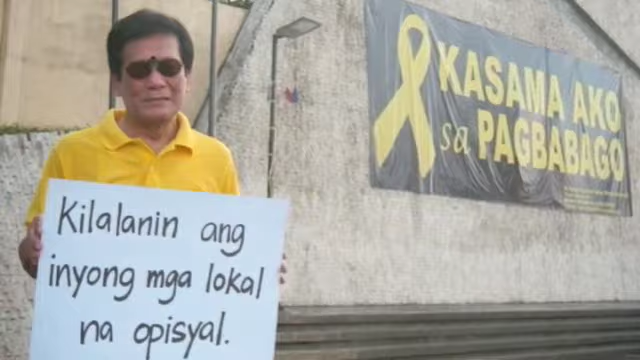 KASAMA AKO
sa PAGBABAGO
Kilalanin ang
inyong mga lokal
na opisyal.